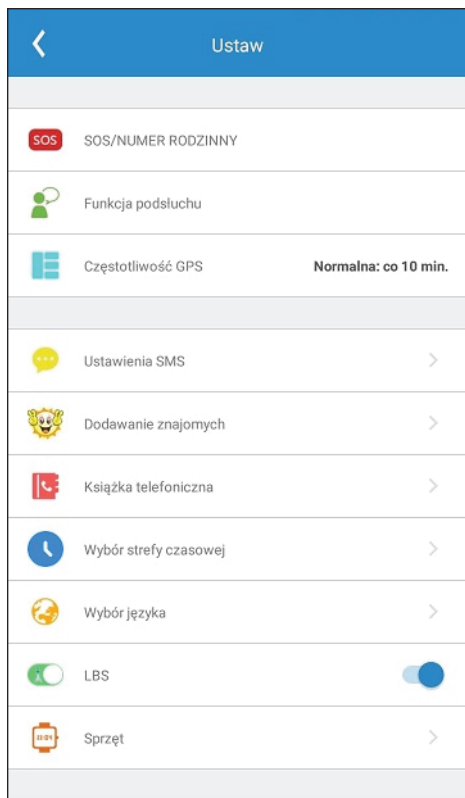 Ustaw
SOS SOS/NUMER RODZINNY
Funkcja podsłuchu
Częstotliwość GPS Normalna: co 10 min.
Ustawienia SMS
Dodawanie znajomych
Książka telefoniczna
Wybór strefy czasowej
Wybór języka
LBS
Sprzęt